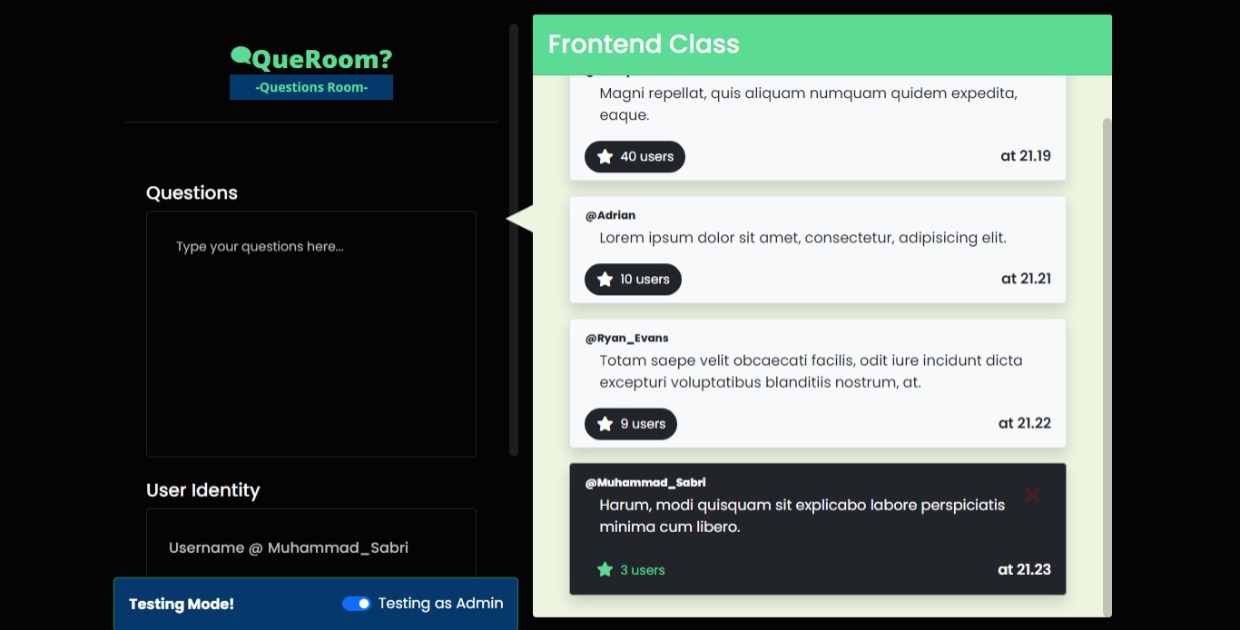 QueRoom?
-Questions Room-
Questions
Type your questions here...
User Identity
Username @ Muhammad_Sabri
Testing Mode!
Testing as Admin
Frontend Class
Magni repellat, quis aliquam numquam quidem expedita,
eaque.
40 users
at 21.19
@Adrian
Lorem ipsum dolor sit amet, consectetur, adipisicing elit.
10 users
at 21.21
@Ryan_Evans
Totam saepe velit obcaecati facilis, odit iure incidunt dicta
excepturi voluptatibus blanditiis nostrum, at.
9 users
at 21.22
@Muhammad_Sabri
Harum, modi quisquam sit explicabo labore perspiciatis
minima cum libero.
3 users
at 21.23